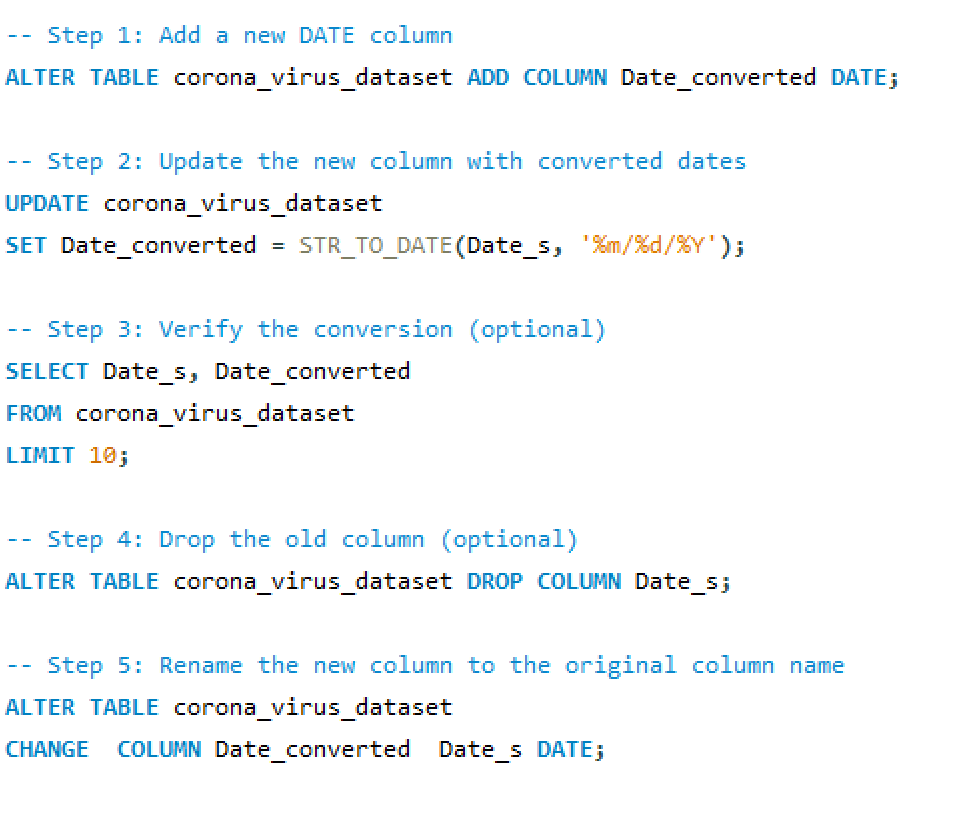 -- Step 1: Add a new DATE column
ALTER TABLE corona_virus_dataset ADD COLUMN Date_converted DATE;
-- Step 2: Update the new column with converted dates
UPDATE corona_virus_dataset
SET Date_converted = STR_TO_DATE(Date_s, '%m/%d/%Y');
-- Step 3: Verify the conversion (optional)
SELECT Date_s, Date_converted
FROM corona_virus_dataset
LIMIT 10;
-- Step 4: Drop the old column (optional)
ALTER TABLE corona_virus_dataset DROP COLUMN Date_s;
-- Step 5: Rename the new column to the original column name
ALTER TABLE corona_virus_dataset
CHANGE  COLUMN Date_converted  Date_s DATE;